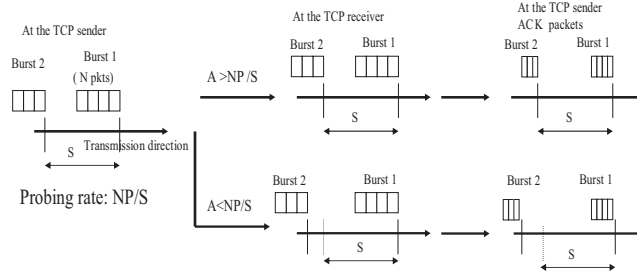 At the TCP sender
Burst 2
Burst 1
( N pkts)
S
Transmission direction
Probing rate: NP/S
A >NP /S
A<NP/S
At the TCP receiver
Burst 2
Burst 1
S
Burst 2
Burst 1
S
At the TCP sender
ACK packets
Burst 2
Burst 1
S
Burst 2
Burst 1
S